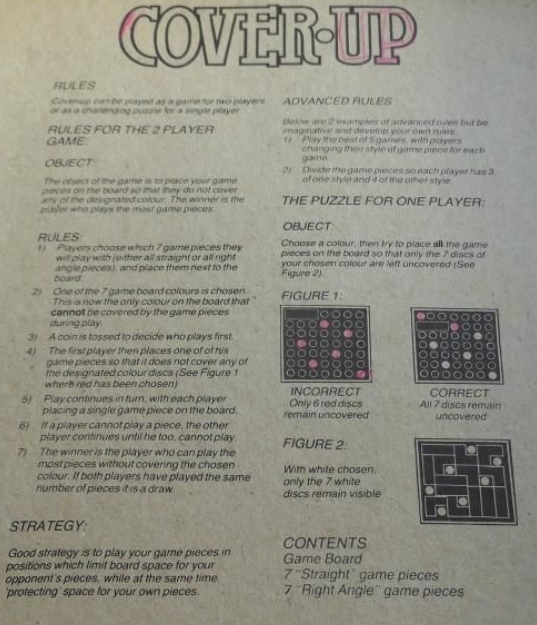 COVER-UP
RULES
Cover-up can be played as a game for two players
or as a challenging puzzle for a single player
RULES FOR THE 2 PLAYER
GAME:
OBJECT:
The object of the game is to place your game
pieces on the board so that they do not cover
any of the designated colour. The winner is the
player who plays the most game pieces.
RULES:
1) Players choose which 7 game pieces they
will play with (either all straight or all right
angle pieces), and place them next to the
board.
2) One of the 7 game board colours is chosen.
This is now the only colour on the board that
cannot be covered by the game pieces
during play.
3) A coin is tossed to decide who plays first.
4) The first player then places one of his
game pieces so that it does not cover any of
the designated colour discs (See Figure 1
where red has been chosen)
5) Play continues in turn, with each player
placing a single game piece on the board.
6) If a player cannot play a piece, the other
player continues until he too, cannot play.
7) The winner is the player who can play the
most pieces without covering the chosen
colour. If both players have played the same
number of pieces it is a draw.
STRATEGY:
Good strategy is to play your game pieces in
positions which limit board space for your
opponent's pieces, while at the same time
'protecting' space for your own pieces.
ADVANCED RULES
Below are 2 examples of advanced rules but be
imaginative and develop your own rules.
1) Play the best of 5 games, with players
changing their style of game piece for each
game.
2) Divide the game pieces so each player has 3
of one style and 4 of the other style.
THE PUZZLE FOR ONE PLAYER:
OBJECT:
Choose a colour, then try to place all the game
pieces on the board so that only the 7 discs of
your chosen colour are left uncovered (See
Figure 2).
FIGURE 1:
INCORRECT
Only 6 red discs
remain uncovered
CORRECT
All 7 discs remain
uncovered
FIGURE 2:
With white chosen,
only the 7 white
discs remain visible
CONTENTS
Game Board
7 "Straight" game pieces
7 "Right Angle" game pieces